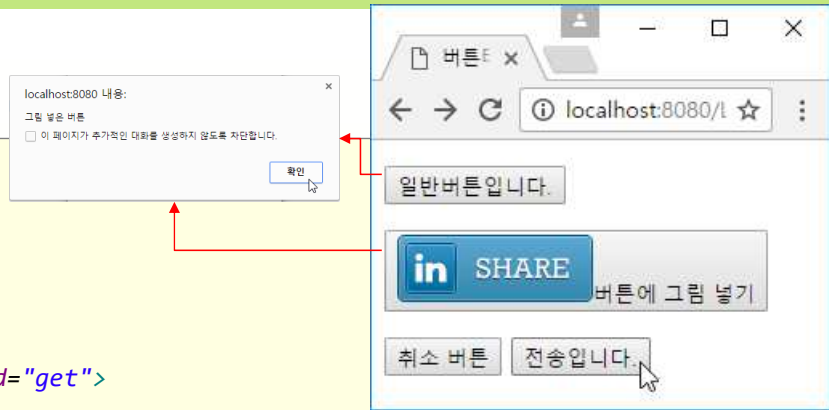 버튼E
localhost:8080/L
localhost:8080 내용:
그림 넣은 버튼
이 페이지가 추가적인 대화를 생성하지 않도록 차단합니다.
확인
일반버튼입니다.
in SHARE 버튼에 그림 넣기
취소 버튼 전송입니다.
d="get">